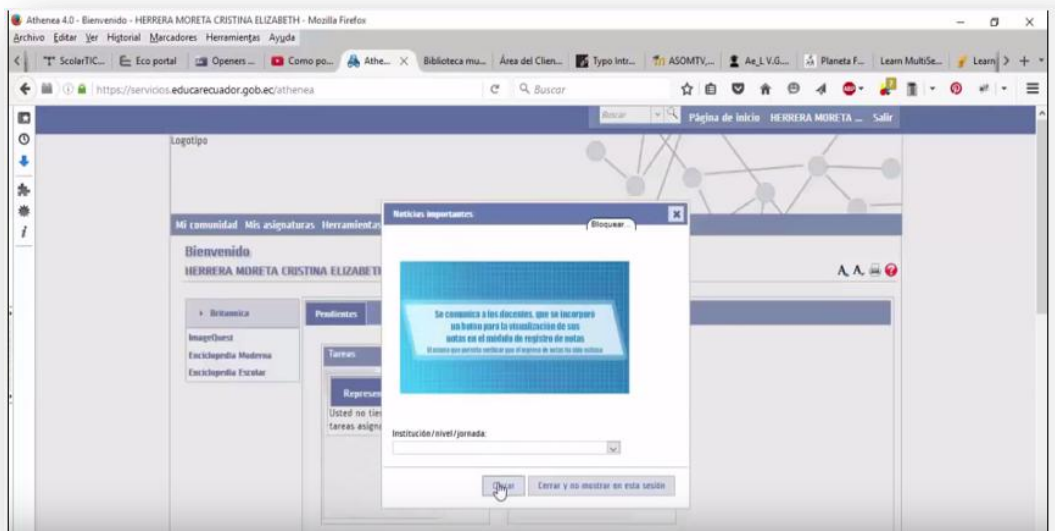 Athenea 4.0 - Bienvenido - HERRERA MORETA CRISTINA ELIZABETH - Mozilla Firefox
Archivo Editar Ver Historial Marcadores Herramientas Ayuda
"T" ScolarTIC... Eco portal Openers ... Como po... Athe... Biblioteca mu... Área del Clien... Typo Intr... ASOMTV,... Ae_L V.G.... Planeta F... Learn MultiSe... Learn
https://servicios.educarecuador.gob.ec/athenea Buscar
Buscar Página de inicio HERRERA MORETA ... Salir
Logotipo
Mi comunidad Mis asignaturas Herramientas
Noticias importantes
Bloquear...
Bienvenido
HERRERA MORETA CRISTINA ELIZABETH
A A
Britannica
ImageQuest
Enciclopedia Moderna
Enciclopedia Escolar
Pendientes
Tareas
Represen
Usted no tie
tareas asign
Se comunica a los docentes, que se incorporó
un botón para la visualización de sus
notas en el módulo de registro de notas
Institución/nivel/jornada:
Cerrar Cerrar y no mostrar en esta sesión